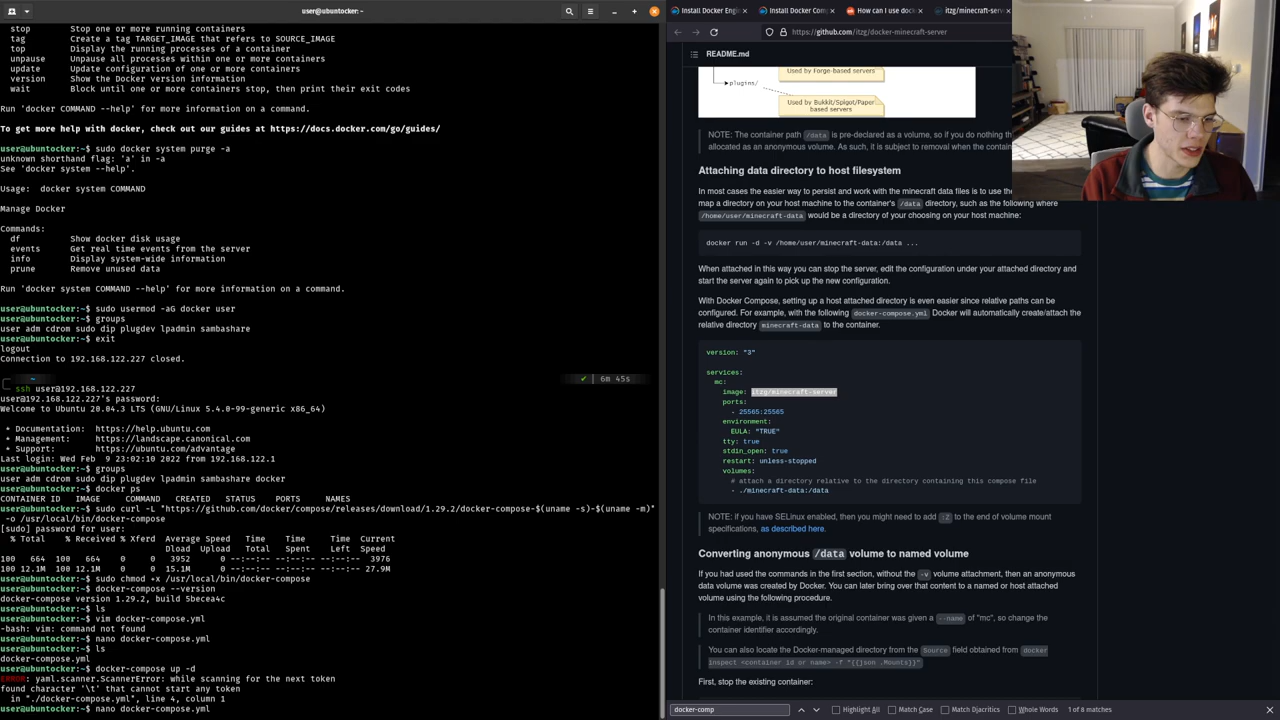 user@ubuntocker:~
stop Stop one or more running containers
tag Create a tag TARGET_IMAGE that refers to SOURCE_IMAGE
top Display the running processes of a container
unpause Unpause all processes within one or more containers
update Update configuration of one or more containers
version Show the Docker version information
wait Block until one or more containers stop, then print their exit codes
Run 'docker COMMAND --help' for more information on a command.
To get more help with docker, check out our guides at https://docs.docker.com/go/guides/
user@ubuntocker:~$ sudo docker system purge -a
unknown shorthand flag: 'a' in -a
See 'docker system --help'.
Usage: docker system COMMAND
Manage Docker
Commands:
df Show docker disk usage
events Get real time events from the server
info Display system-wide information
prune Remove unused data
Run 'docker system COMMAND --help' for more information on a command.
user@ubuntocker:~$ sudo usermod -aG docker user
user@ubuntocker:~$ groups
user adm cdrom sudo dip plugdev lpadmin sambashare
user@ubuntocker:~$ exit
logout
Connection to 192.168.122.227 closed.
~ ✔ 6m 45s
ssh user@192.168.122.227
user@192.168.122.227's password:
Welcome to Ubuntu 20.04.3 LTS (GNU/Linux 5.4.0-99-generic x86_64)
* Documentation: https://help.ubuntu.com
* Management: https://landscape.canonical.com
* Support: https://ubuntu.com/advantage
Last login: Wed Feb 9 23:02:10 2022 from 192.168.122.1
user@ubuntocker:~$ groups
user adm cdrom sudo dip plugdev lpadmin sambashare docker
user@ubuntocker:~$ docker ps
CONTAINER ID IMAGE COMMAND CREATED STATUS PORTS NAMES
user@ubuntocker:~$ sudo curl -L "https://github.com/docker/compose/releases/download/1.29.2/docker-compose-$(uname -s)-$(uname -m)"
-o /usr/local/bin/docker-compose
[sudo] password for user:
% Total % Received % Xferd Average Speed Time Time Time Current
Dload Upload Total Spent Left Speed
100 664 100 664 0 0 3952 0 --:--:-- --:--:-- --:--:-- 3976
100 12.1M 100 12.1M 0 0 15.1M 0 --:--:-- --:--:-- --:--:-- 27.9M
user@ubuntocker:~$ sudo chmod +x /usr/local/bin/docker-compose
user@ubuntocker:~$ docker-compose --version
docker-compose version 1.29.2, build 5becea4c
user@ubuntocker:~$ ls
user@ubuntocker:~$ vim docker-compose.yml
-bash: vim: command not found
user@ubuntocker:~$ nano docker-compose.yml
user@ubuntocker:~$ ls
docker-compose.yml
user@ubuntocker:~$ docker-compose up -d
ERROR: yaml.scanner.ScannerError: while scanning for the next token
found character '\t' that cannot start any token
in "./docker-compose.yml", line 4, column 1
user@ubuntocker:~$ nano docker-compose.yml
Install Docker Engin
Install Docker Comp
How can I use docke
itzg/minecraft-serv
https://github.com/itzg/docker-minecraft-server
README.md
Used by Forge-based servers
plugins/
Used by Bukkit/Spigot/Paper
based servers
NOTE: The container path /data is pre-declared as a volume, so if you do nothing th
allocated as an anonymous volume. As such, it is subject to removal when the contain
Attaching data directory to host filesystem
In most cases the easier way to persist and work with the minecraft data files is to use the
map a directory on your host machine to the container's /data directory, such as the following where
/home/user/minecraft-data would be a directory of your choosing on your host machine:
docker run -d -v /home/user/minecraft-data:/data ...
When attached in this way you can stop the server, edit the configuration under your attached directory and
start the server again to pick up the new configuration.
With Docker Compose, setting up a host attached directory is even easier since relative paths can be
configured. For example, with the following docker-compose.yml Docker will automatically create/attach the
relative directory minecraft-data to the container.
version: "3"
services:
mc:
image: itzg/minecraft-server
ports:
- 25565:25565
environment:
EULA: "TRUE"
tty: true
stdin_open: true
restart: unless-stopped
volumes:
# attach a directory relative to the directory containing this compose file
- ./minecraft-data:/data
NOTE: if you have SELinux enabled, then you might need to add :Z to the end of volume mount
specifications, as described here.
Converting anonymous /data volume to named volume
If you had used the commands in the first section, without the -v volume attachment, then an anonymous
data volume was created by Docker. You can later bring over that content to a named or host attached
volume using the following procedure.
In this example, it is assumed the original container was given a --name of "mc", so change the
container identifier accordingly.
You can also locate the Docker-managed directory from the Source field obtained from docker
inspect <container id or name> -f "{{json .Mounts}}"
First, stop the existing container:
docker-comp
Highlight All
Match Case
Match Diacritics
Whole Words
1 of 8 matches